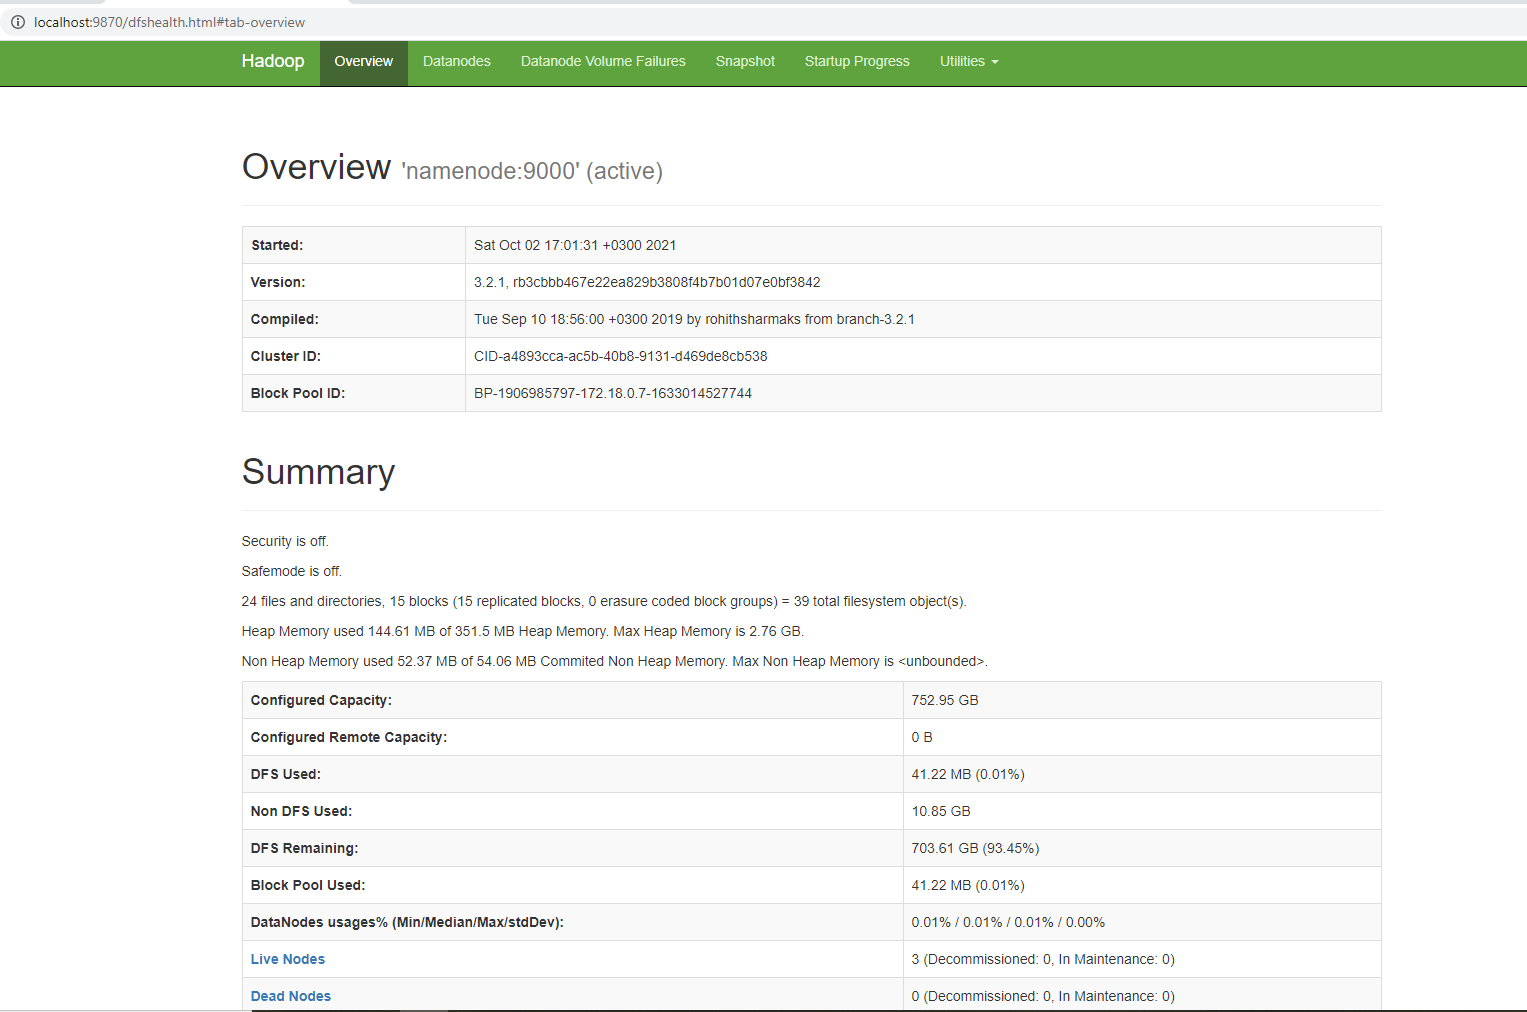 localhost:9870/dfshealth.html#tab-overview
Hadoop Overview Datanodes Datanode Volume Failures Snapshot Startup Progress Utilities
Overview 'namenode:9000' (active)
Started: Sat Oct 02 17:01:31 +0300 2021
Version: 3.2.1, rb3cbbb467e22ea829b3808f4b7b01d07e0bf3842
Compiled: Tue Sep 10 18:56:00 +0300 2019 by rohithsharmaks from branch-3.2.1
Cluster ID: CID-a4893cca-ac5b-40b8-9131-d469de8cb538
Block Pool ID: BP-1906985797-172.18.0.7-1633014527744
Summary
Security is off.
Safemode is off.
24 files and directories, 15 blocks (15 replicated blocks, 0 erasure coded block groups) = 39 total filesystem object(s).
Heap Memory used 144.61 MB of 351.5 MB Heap Memory. Max Heap Memory is 2.76 GB.
Non Heap Memory used 52.37 MB of 54.06 MB Commited Non Heap Memory. Max Non Heap Memory is <unbounded>.
Configured Capacity: 752.95 GB
Configured Remote Capacity: 0 B
DFS Used: 41.22 MB (0.01%)
Non DFS Used: 10.85 GB
DFS Remaining: 703.61 GB (93.45%)
Block Pool Used: 41.22 MB (0.01%)
DataNodes usages% (Min/Median/Max/stdDev): 0.01% / 0.01% / 0.01% / 0.00%
Live Nodes 3 (Decommissioned: 0, In Maintenance: 0)
Dead Nodes 0 (Decommissioned: 0, In Maintenance: 0)